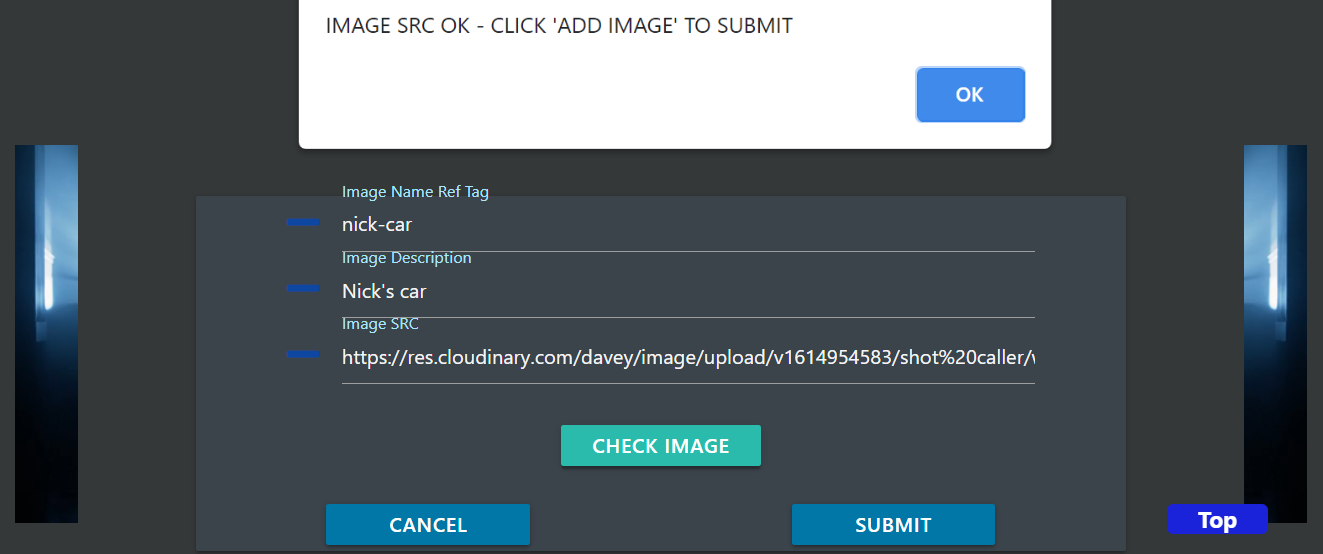 IMAGE SRC OK - CLICK 'ADD IMAGE' TO SUBMIT
OK
Image Name Ref Tag
nick-car
Image Description
Nick's car
Image SRC
https://res.cloudinary.com/davey/image/upload/v1614954583/shot%20caller/
CHECK IMAGE
CANCEL
SUBMIT
Top